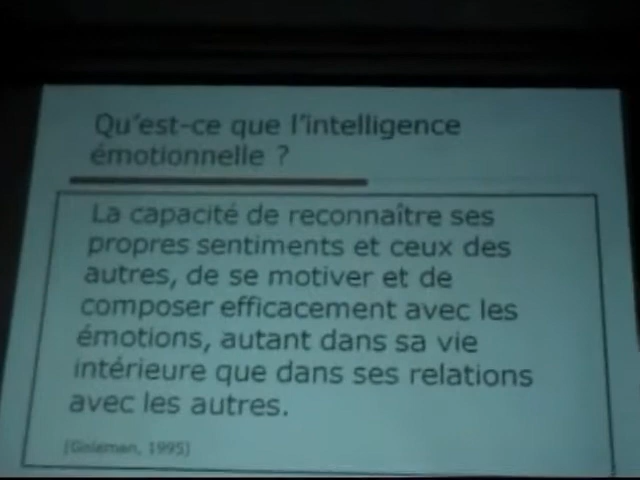 Qu'est-ce que l'intelligence
émotionnelle ?
La capacité de reconnaître ses
propres sentiments et ceux des
autres, de se motiver et de
composer efficacement avec les
émotions, autant dans sa vie
intérieure que dans ses relations
avec les autres.
[Goleman, 1995]